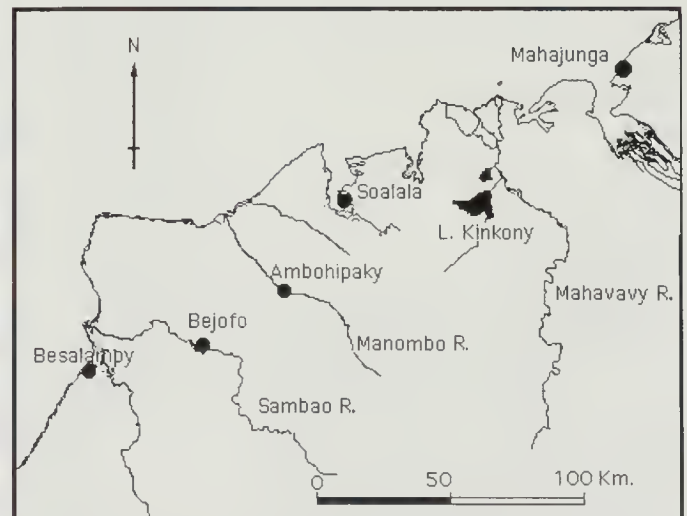 N
Mahajunga
Soalala
L. Kinkony
Ambohipaky
Mahavavy R.
Bejofo
Manombo R.
Besalampy
Sambao R.
0 50 100 Km.